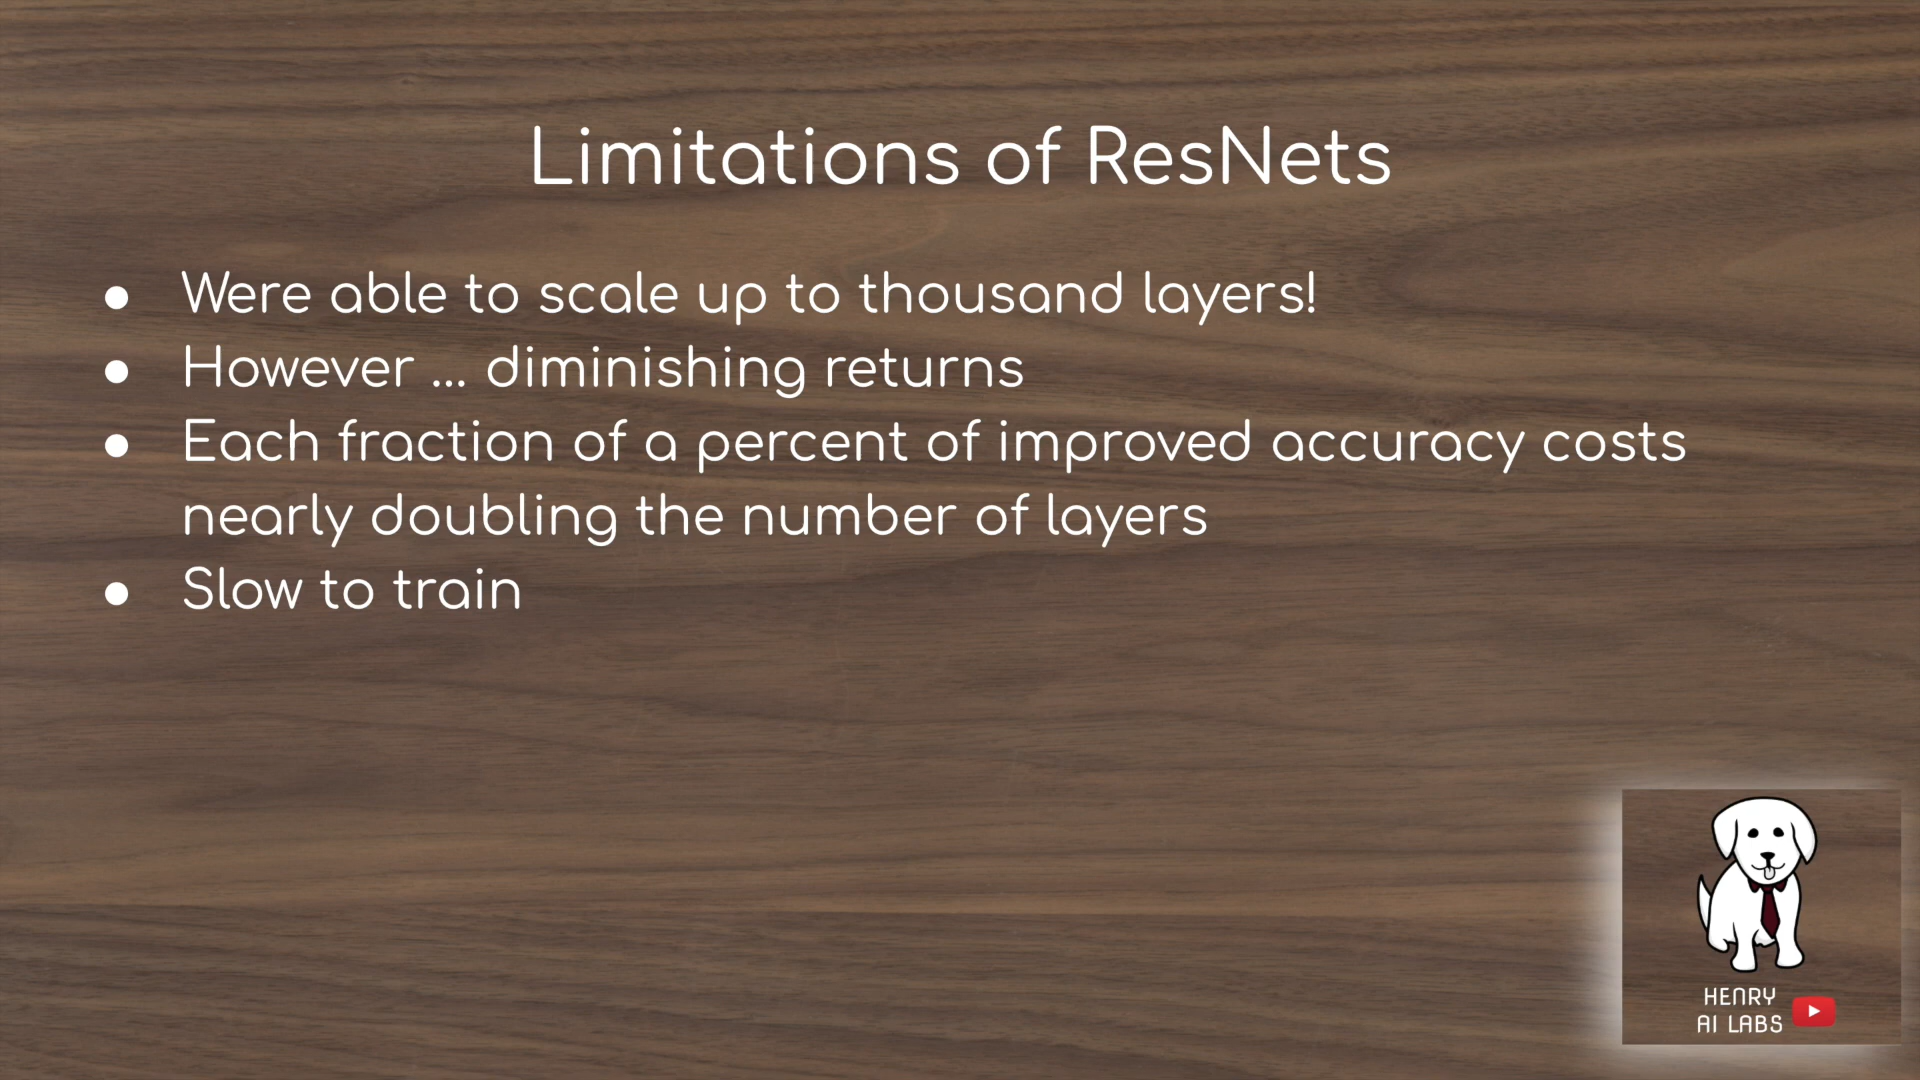 Limitations of ResNets
● Were able to scale up to thousand layers!
● However ... diminishing returns
● Each fraction of a percent of improved accuracy costs
nearly doubling the number of layers
● Slow to train
HENRY
AI LABS